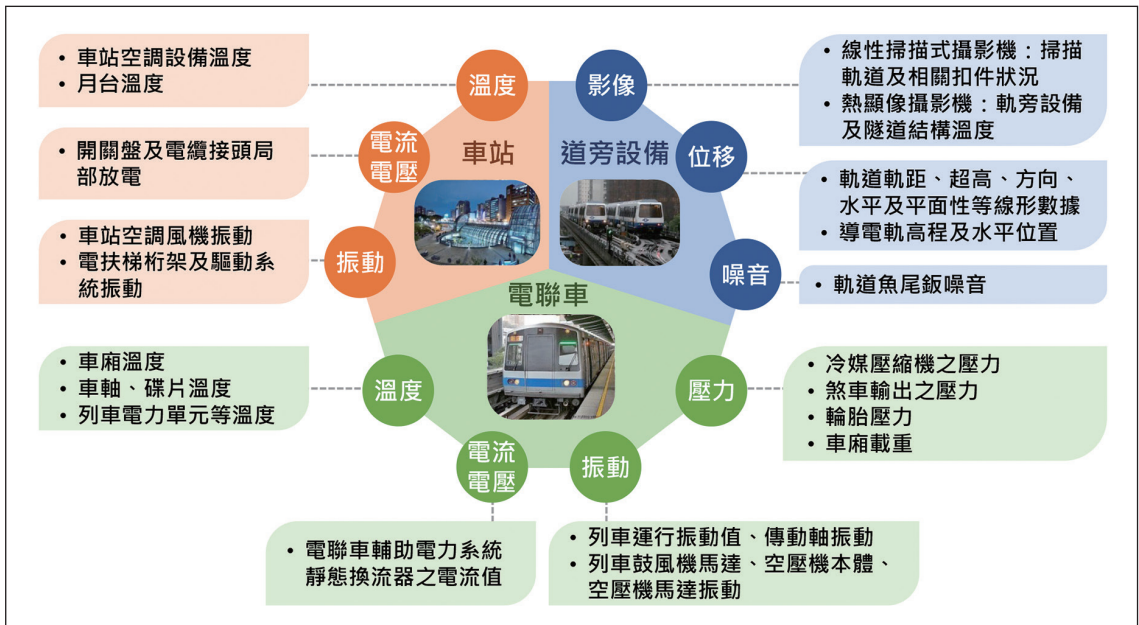 • 車站空調設備溫度
• 月台溫度
溫度
• 開關盤及電纜接頭局
部放電
電流
電壓
• 車站空調風機振動
• 電扶梯桁架及驅動系
統振動
振動
車站
道旁設備
影像
• 線性掃描式攝影機：掃描
軌道及相關扣件狀況
• 熱顯像攝影機：軌旁設備
及隧道結構溫度
位移
• 軌道軌距、超高、方向、
水平及平面性等線形數據
• 導電軌高程及水平位置
噪音
• 軌道魚尾鈑噪音
電聯車
• 車廂溫度
• 車軸、碟片溫度
• 列車電力單元等溫度
溫度
電流
電壓
• 電聯車輔助電力系統
靜態換流器之電流值
振動
• 列車運行振動值、傳動軸振動
• 列車鼓風機馬達、空壓機本體、
空壓機馬達振動
壓力
• 冷媒壓縮機之壓力
• 煞車輸出之壓力
• 輪胎壓力
• 車廂載重